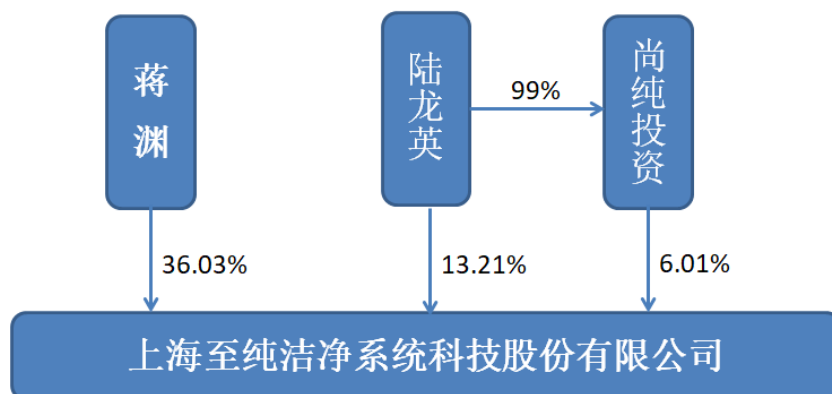 蒋渊
陆龙英
99%
尚纯投资
36.03%
13.21%
6.01%
上海至纯洁净系统科技股份有限公司